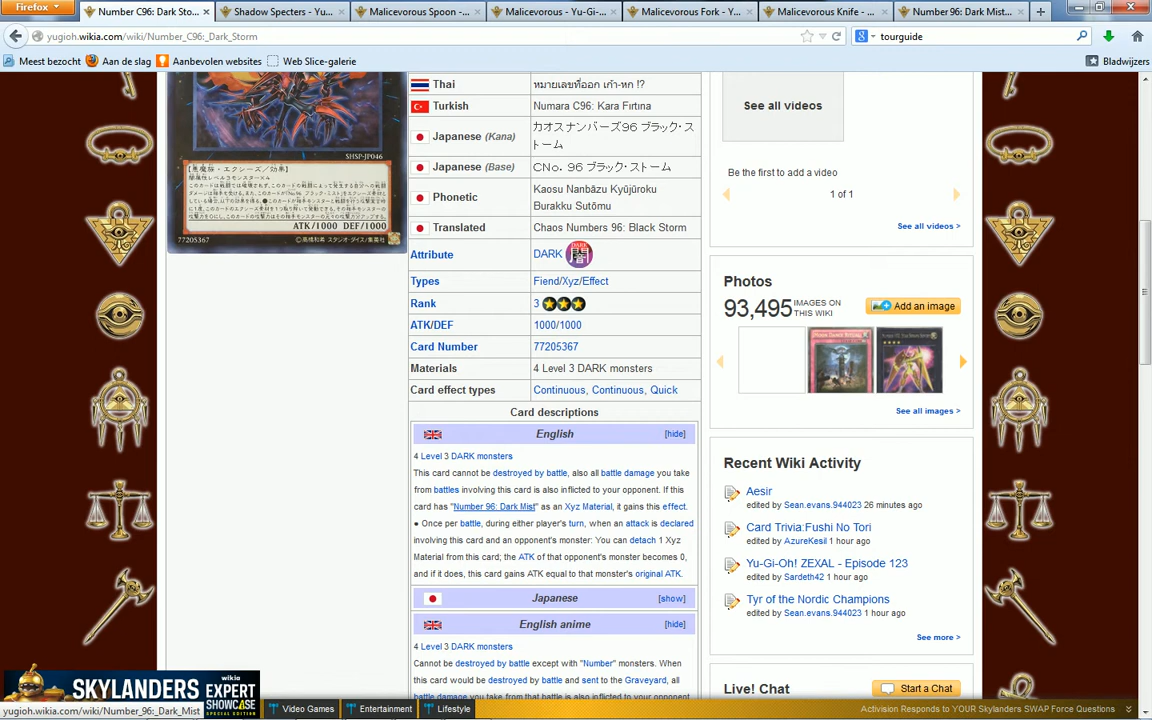 Firefox
Number C96: Dark Sto...
Shadow Specters - Yu...
Malicevorous Spoon -...
Malicevorous - Yu-Gi-...
Malicevorous Fork - Yu...
Malicevorous Knife - ...
Number 96: Dark Mist...
yugioh.wikia.com/wiki/Number_C96:_Dark_Storm
tourguide
Meest bezocht
Aan de slag
Aanbevolen websites
Web Slice-galerie
Bladwijzers
SHSP-JP046
ATK/1000 DEF/1000
77205367
Thai
Turkish
Numara C96: Kara Fırtına
Japanese (Kana)
カオスナンバーズ96 ブラック・ス
トーム
Japanese (Base)
CNo. 96 ブラック・ストーム
Phonetic
Kaosu Nanbāzu Kyūjūroku
Burakku Sutōmu
Translated
Chaos Numbers 96: Black Storm
Attribute
DARK
Types
Fiend/Xyz/Effect
Rank
3
ATK/DEF
1000/1000
Card Number
77205367
Materials
4 Level 3 DARK monsters
Card effect types
Continuous, Continuous, Quick
Card descriptions
English
[hide]
4 Level 3 DARK monsters
This card cannot be destroyed by battle, also all battle damage you take
from battles involving this card is also inflicted to your opponent. If this
card has "Number 96: Dark Mist" as an Xyz Material, it gains this effect.
● Once per battle, during either player's turn, when an attack is declared
involving this card and an opponent's monster: You can detach 1 Xyz
Material from this card; the ATK of that opponent's monster becomes 0,
and if it does, this card gains ATK equal to that monster's original ATK.
Japanese
[show]
English anime
[hide]
4 Level 3 DARK monsters
Cannot be destroyed by battle except with "Number" monsters. When
this card would be destroyed by battle and sent to the Graveyard, all
battle damage you take from that battle is also inflicted to your opponent
See all videos
Be the first to add a video
1 of 1
See all videos >
Photos
93,495 IMAGES ON
THIS WIKI
Add an image
See all images >
Recent Wiki Activity
Aesir
edited by Sean.evans.944023 26 minutes ago
Card Trivia:Fushi No Tori
edited by AzureKesil 1 hour ago
Yu-Gi-Oh! ZEXAL - Episode 123
edited by Sardeth42 1 hour ago
Tyr of the Nordic Champions
edited by Sean.evans.944023 1 hour ago
See more >
Live! Chat
Start a Chat
SKYLANDERS
wikia
EXPERT
SHOWCASE
SPECIAL EDITION
yugioh.wikia.com/wiki/Number_96:_Dark_Mist
Video Games
Entertainment
Lifestyle
Activision Responds to YOUR Skylanders SWAP Force Questions